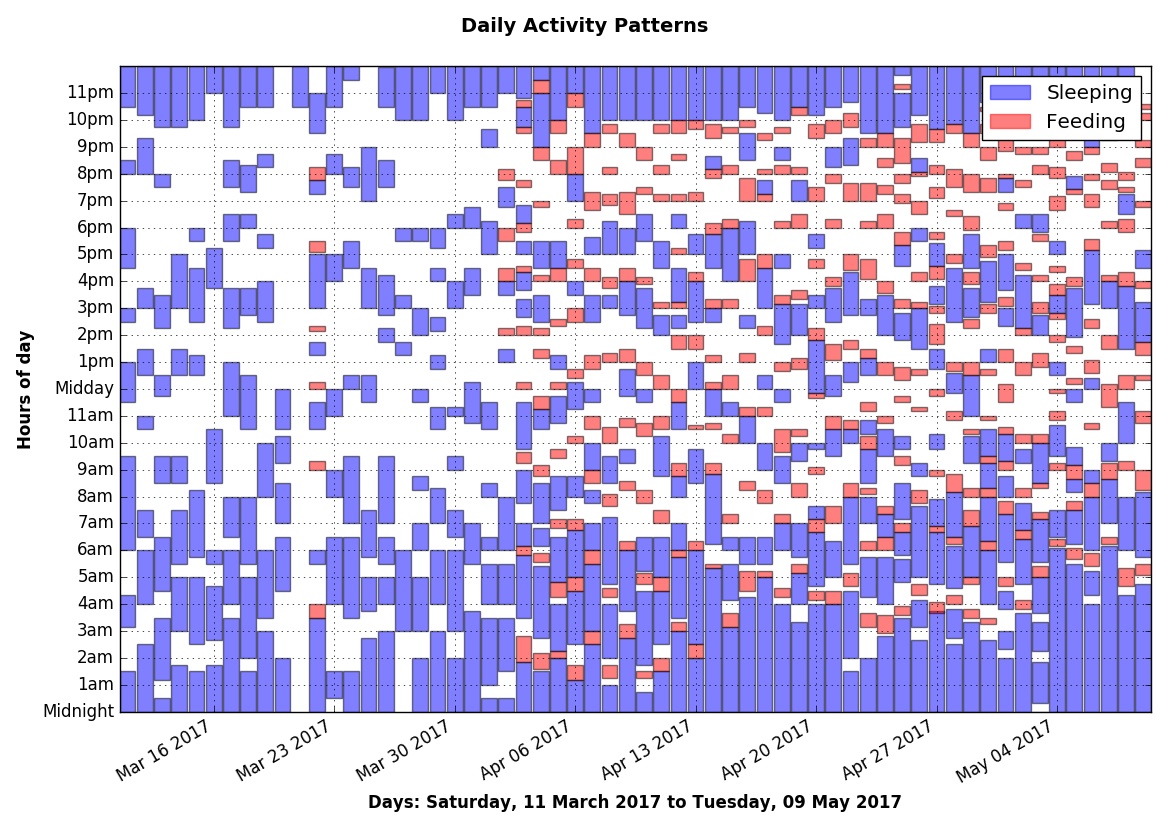 Daily Activity Patterns
Sleeping
Feeding
Hours of day
11pm
10pm
9pm
8pm
7pm
6pm
5pm
4pm
3pm
2pm
1pm
Midday
11am
10am
9am
8am
7am
6am
5am
4am
3am
2am
1am
Midnight
Mar 16 2017
Mar 23 2017
Mar 30 2017
Apr 06 2017
Apr 13 2017
Apr 20 2017
Apr 27 2017
May 04 2017
Days: Saturday, 11 March 2017 to Tuesday, 09 May 2017